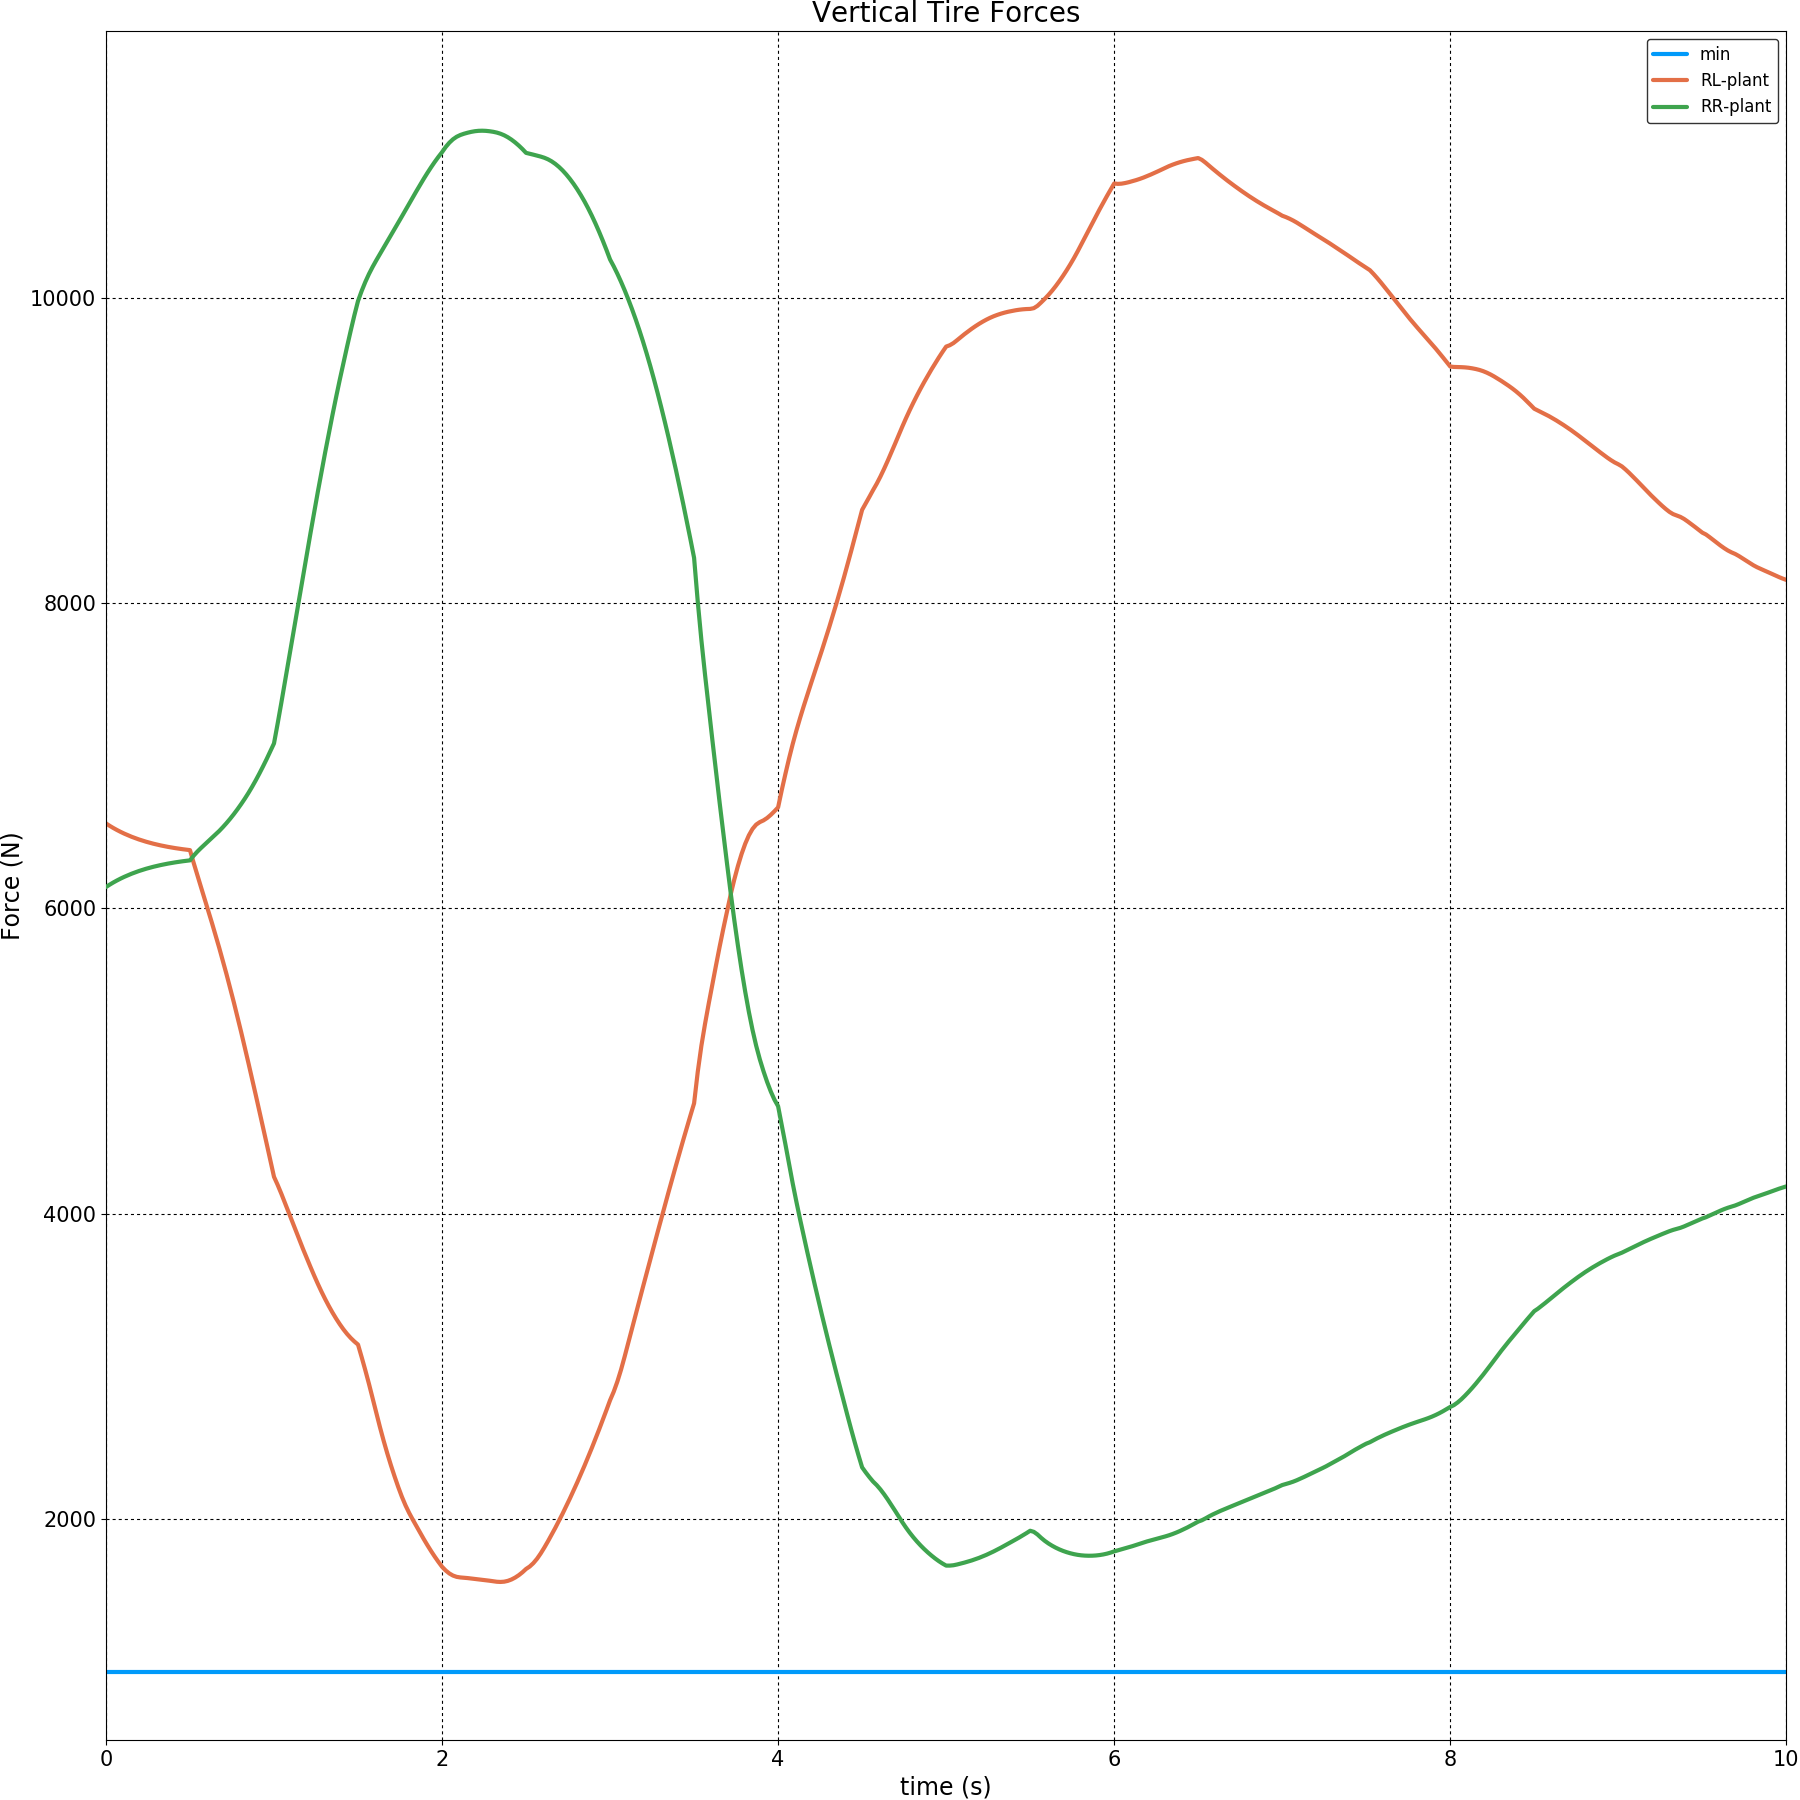 Vertical Tire Forces
min
RL-plant
RR-plant
10000
8000
6000
4000
2000
Force (N)
0 2 4 6 8 10
time (s)